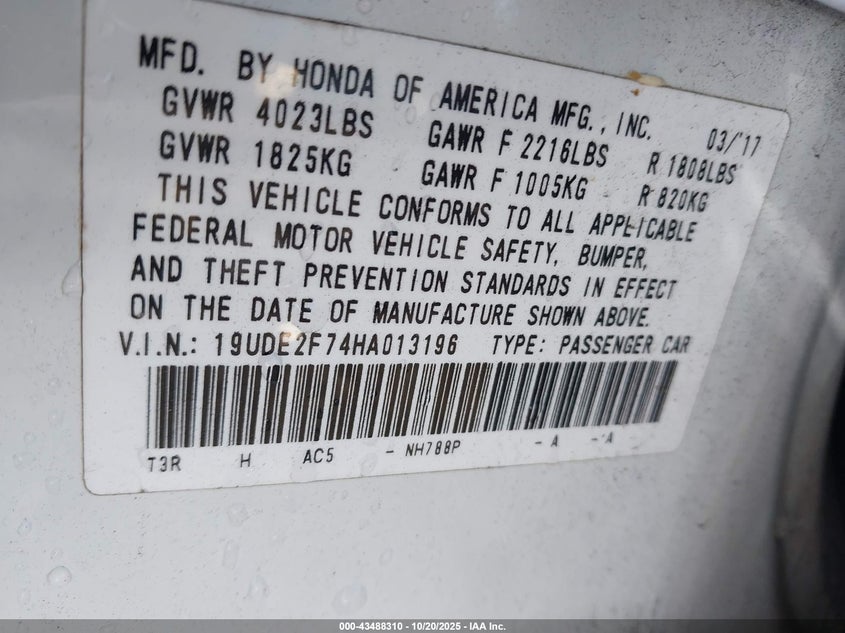 MFD. BY HONDA OF AMERICA MFG., INC. 03/'17
GVWR 4023LBS GAWR F 2216LBS R 1808LBS
GVWR 1825KG GAWR F 1005KG R 820KG
THIS VEHICLE CONFORMS TO ALL APPLICABLE
FEDERAL MOTOR VEHICLE SAFETY, BUMPER,
AND THEFT PREVENTION STANDARDS IN EFFECT
ON THE DATE OF MANUFACTURE SHOWN ABOVE.
V.I.N.: 19UDE2F74HA013196 TYPE: PASSENGER CAR
T3R H AC5 - NH788P - A - A
000-43488310 - 10/20/2025 - IAA Inc.